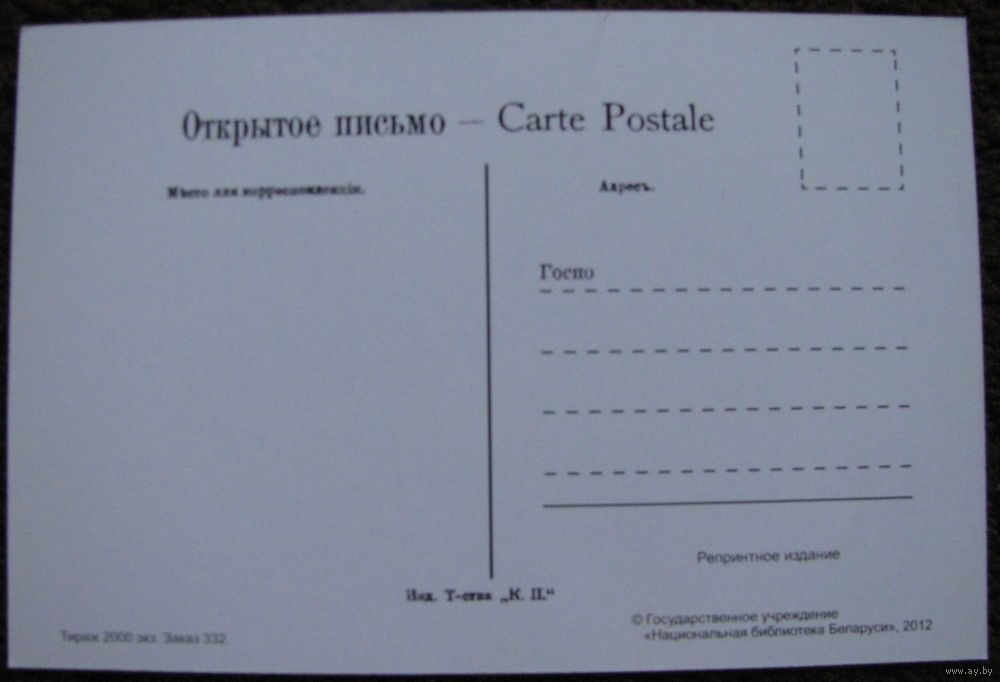 Открытое письмо — Carte Postale
Мѣсто для корреспонденціи.
Адресъ.
Госпо
Изд. Т-ства „К. П.“
Репринтное издание
© Государственное учреждение
«Национальная библиотека Беларуси», 2012
Тираж 2000 экз. Заказ 332
www.ay.by